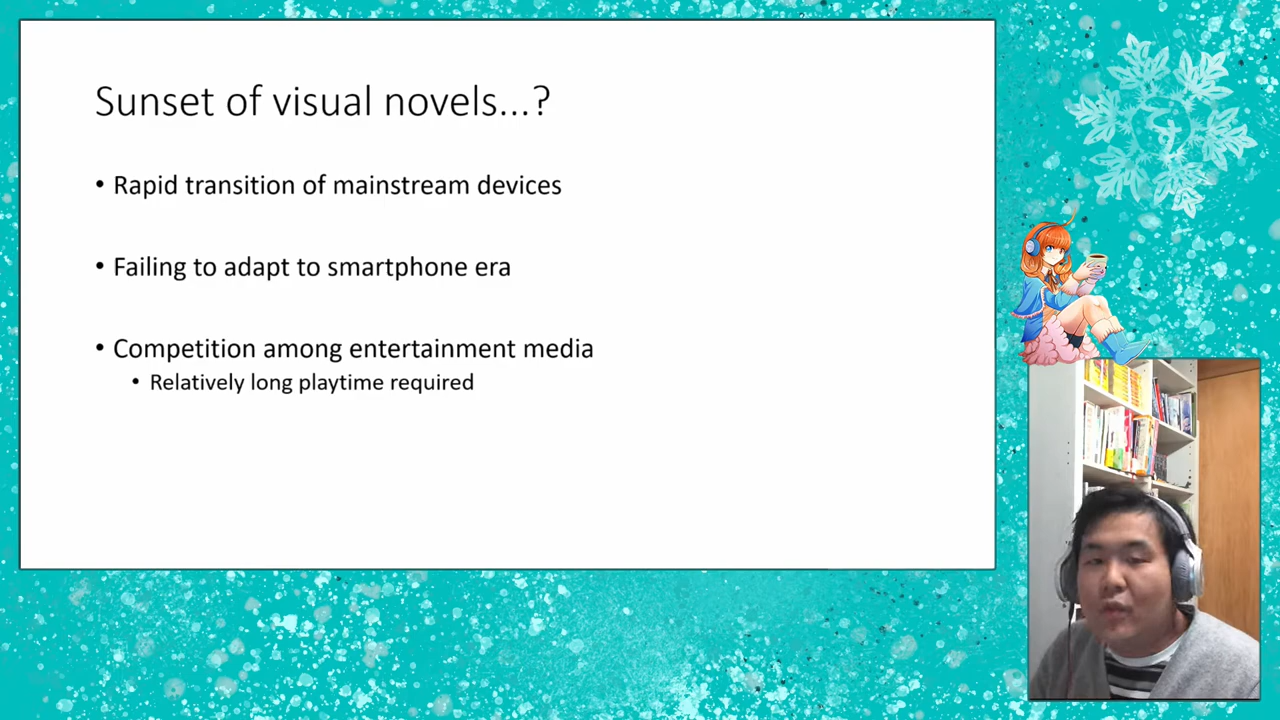 Sunset of visual novels...?
• Rapid transition of mainstream devices
• Failing to adapt to smartphone era
• Competition among entertainment media
• Relatively long playtime required